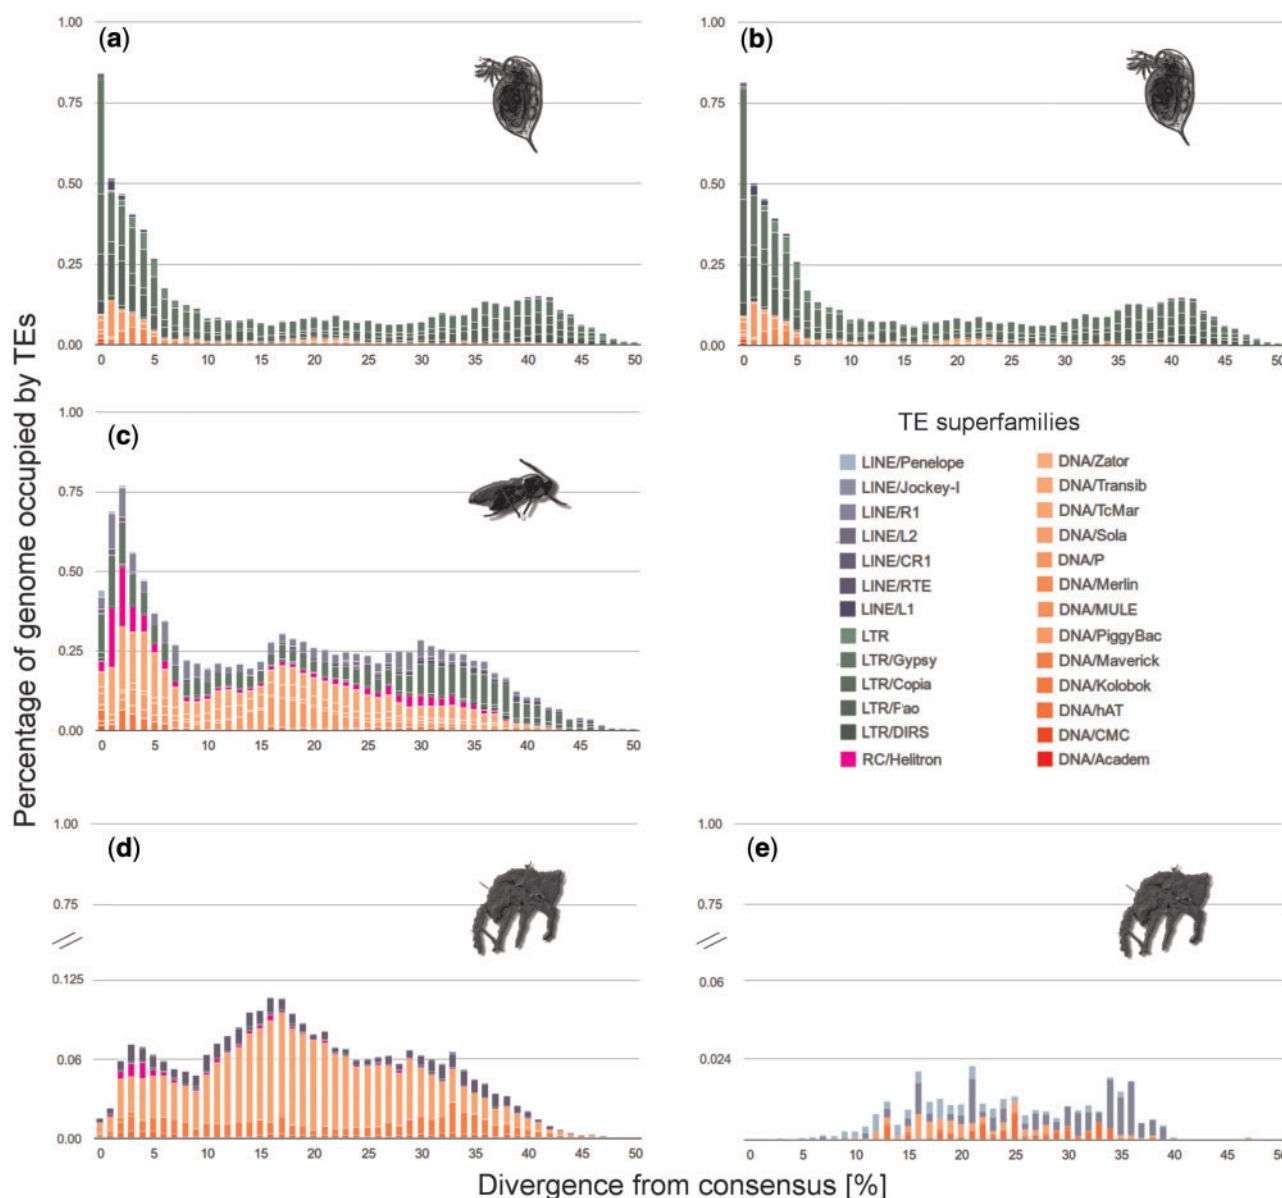 Percentage of genome occupied by TEs
(a)
1.00
0.75
0.50
0.25
0.00
0 5 10 15 20 25 30 35 40 45 50
(b)
1.00
0.75
0.50
0.25
0.00
0 5 10 15 20 25 30 35 40 45 50
(c)
1.00
0.75
0.50
0.25
0.00
0 5 10 15 20 25 30 35 40 45 50
TE superfamilies
LINE/Penelope
LINE/Jockey-I
LINE/R1
LINE/L2
LINE/CR1
LINE/RTE
LINE/L1
LTR
LTR/Gypsy
LTR/Copia
LTR/Pao
LTR/DIRS
RC/Helitron
DNA/Zator
DNA/Transib
DNA/TcMar
DNA/Sola
DNA/P
DNA/Merlin
DNA/MULE
DNA/PiggyBac
DNA/Maverick
DNA/Kolobok
DNA/hAT
DNA/CMC
DNA/Academ
(d)
1.00
0.75
0.125
0.06
0.00
0 5 10 15 20 25 30 35 40 45 50
(e)
1.00
0.75
0.06
0.024
0 5 10 15 20 25 30 35 40 45 50
Divergence from consensus [%]